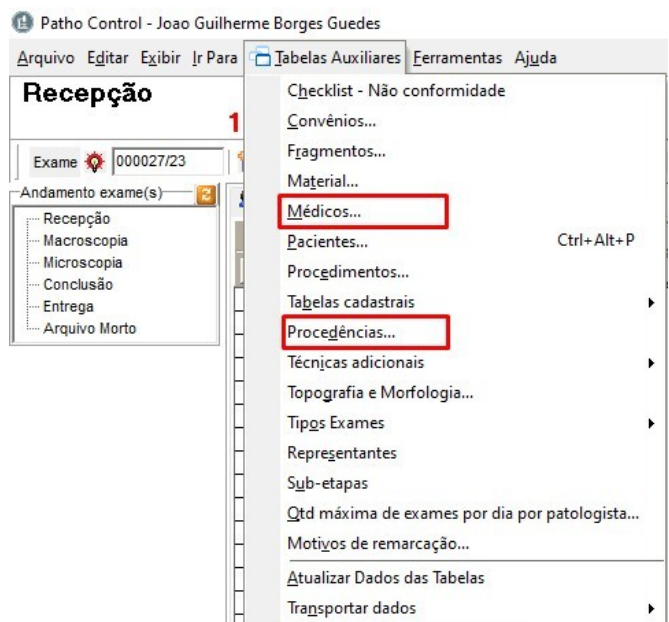 Patho Control - Joao Guilherme Borges Guedes
Arquivo Editar Exibir Ir Para Tabelas Auxiliares Ferramentas Ajuda
Recepção
1
Exame 000027/23
Andamento exame(s)
Recepção
Macroscopia
Microscopia
Conclusão
Entrega
Arquivo Morto
Checklist - Não conformidade
Convênios...
Fragmentos...
Material...
Médicos...
Pacientes... Ctrl+Alt+P
Procedimentos...
Tabelas cadastrais
Procedências...
Técnicas adicionais
Topografia e Morfologia...
Tipos Exames
Representantes
Sub-etapas
Qtd máxima de exames por dia por patologista...
Motivos de remarcação...
Atualizar Dados das Tabelas
Transportar dados